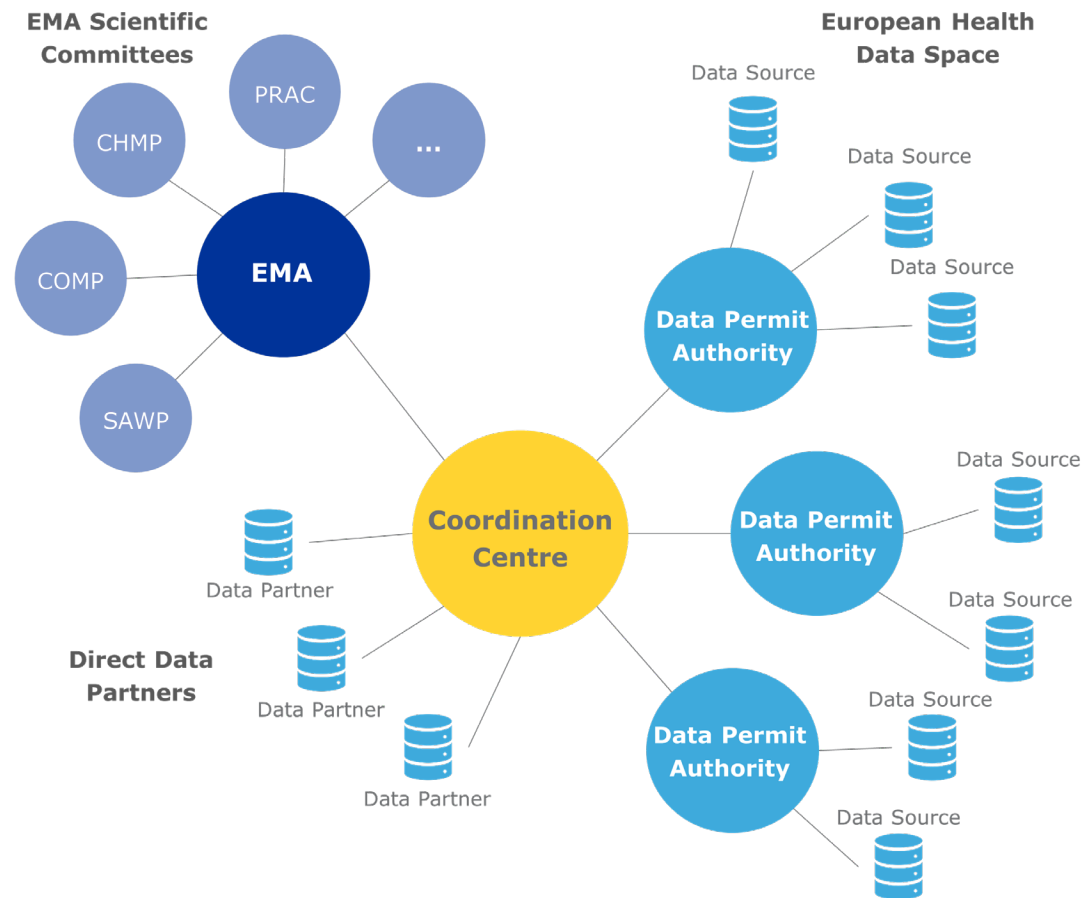 EMA Scientific
Committees
PRAC
CHMP
...
COMP
EMA
SAWP
European Health
Data Space
Data Source
Data Source
Data Source
Data Permit
Authority
Coordination
Centre
Data Permit
Authority
Data Source
Data Source
Data Partner
Direct Data
Partners
Data Partner
Data Partner
Data Permit
Authority
Data Source
Data Source